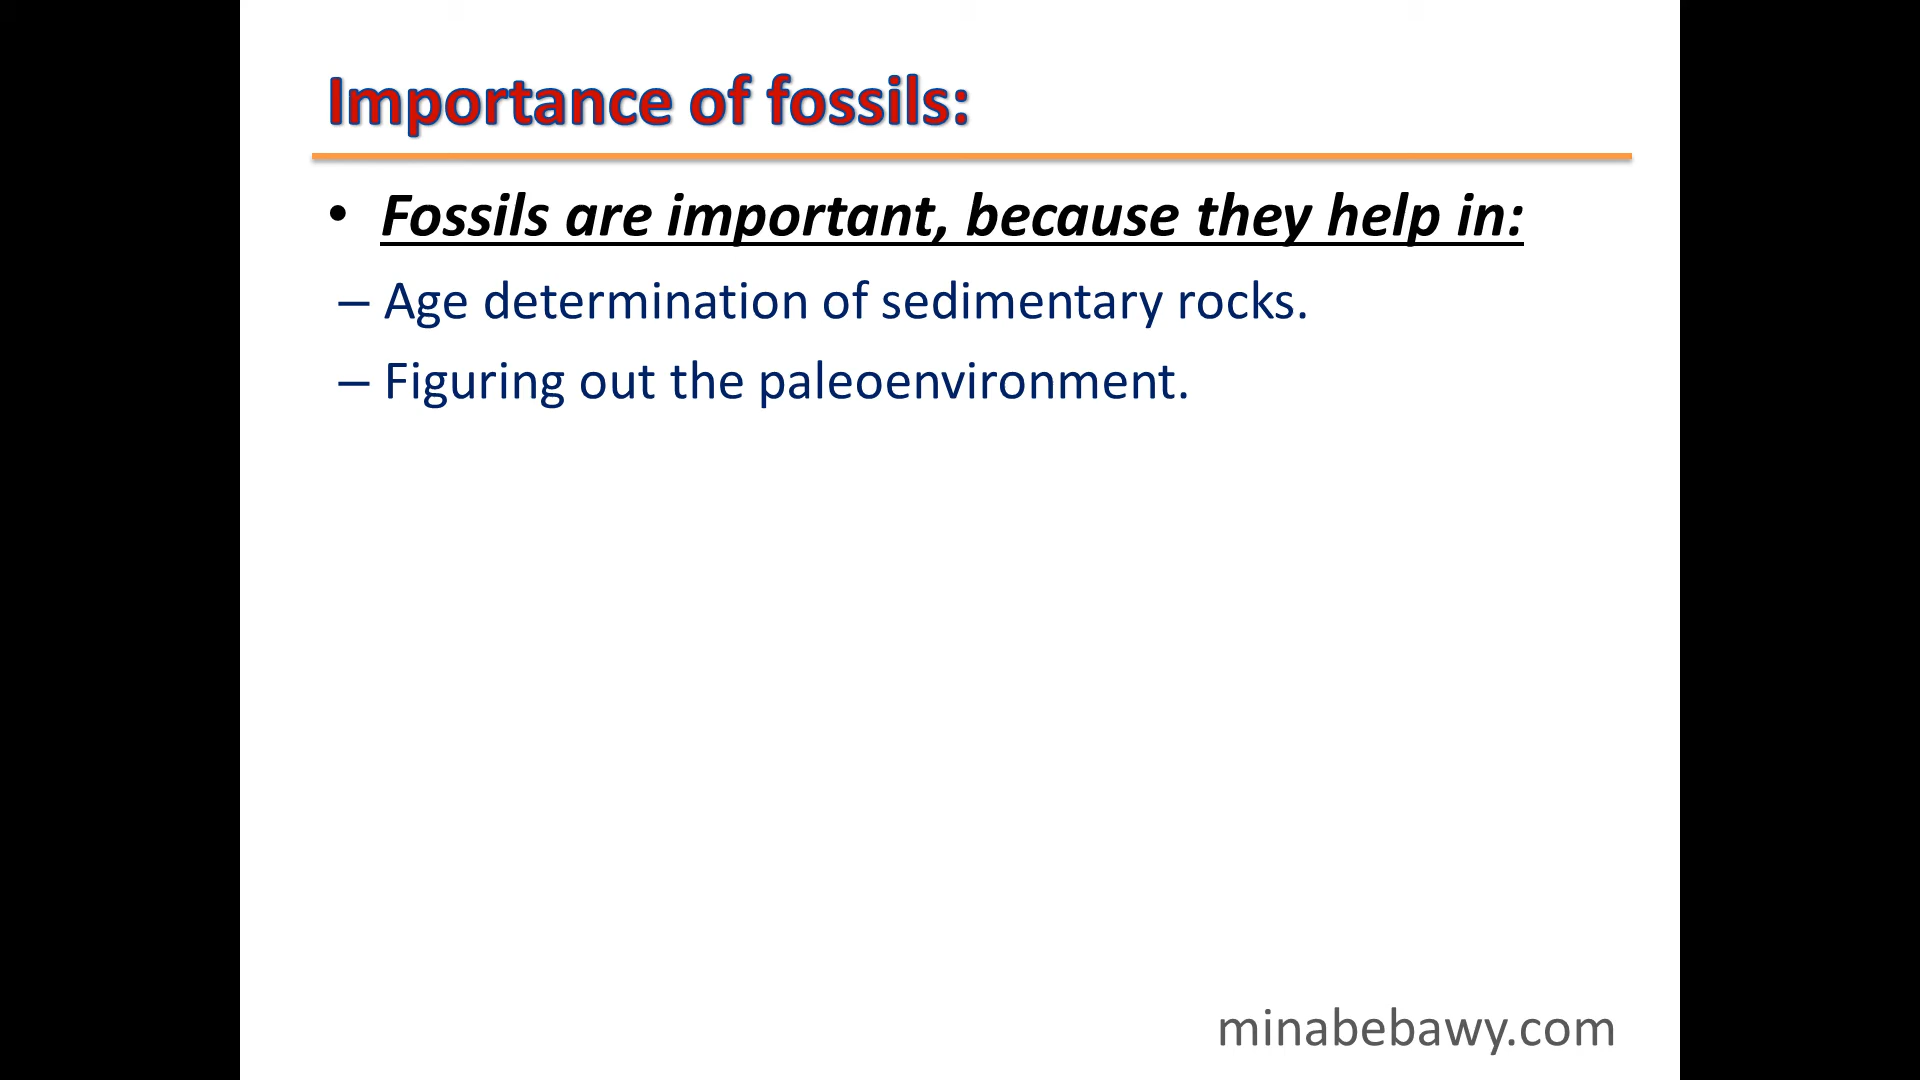 Importance of fossils:
• Fossils are important, because they help in:
– Age determination of sedimentary rocks.
– Figuring out the paleoenvironment.
minabebawy.com